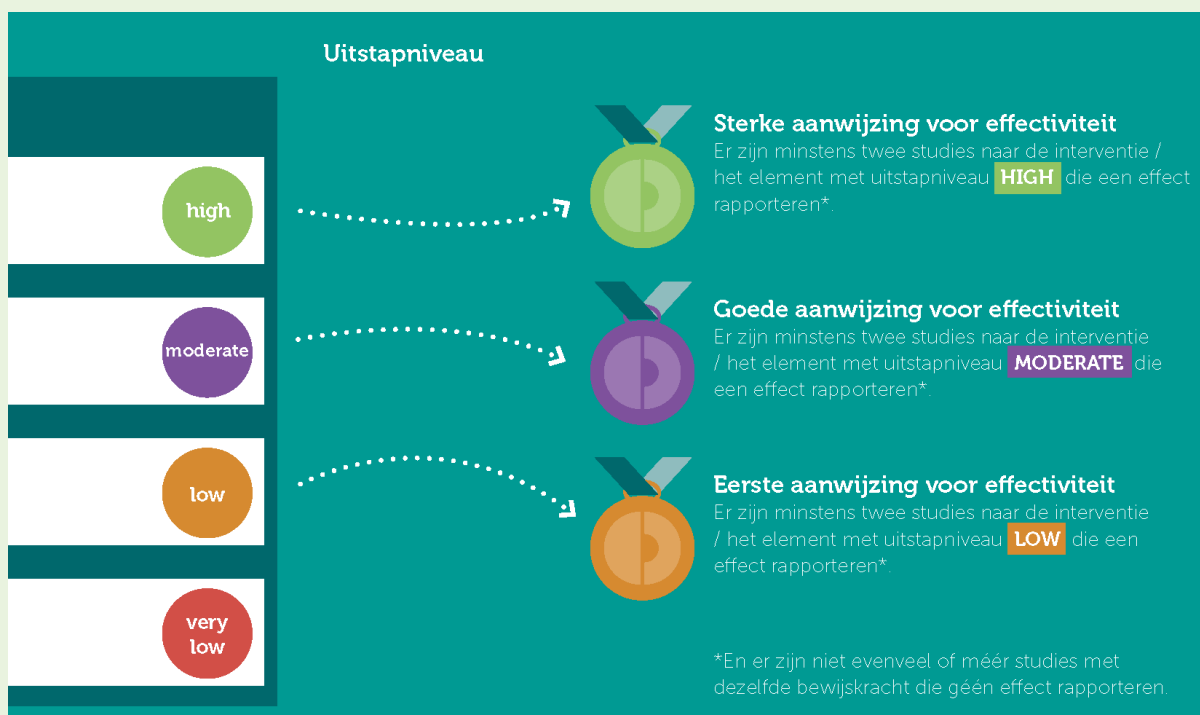 Uitstapniveau
high
moderate
low
very
low
Sterke aanwijzing voor effectiviteit
Er zijn minstens twee studies naar de interventie /
het element met uitstapniveau HIGH die een effect
rapporteren*.
Goede aanwijzing voor effectiviteit
Er zijn minstens twee studies naar de interventie
/ het element met uitstapniveau MODERATE die
een effect rapporteren*.
Eerste aanwijzing voor effectiviteit
Er zijn minstens twee studies naar de interventie
/ het element met uitstapniveau LOW die een
effect rapporteren*.
*En er zijn niet evenveel of méér studies met
dezelfde bewijskracht die géén effect rapporteren.